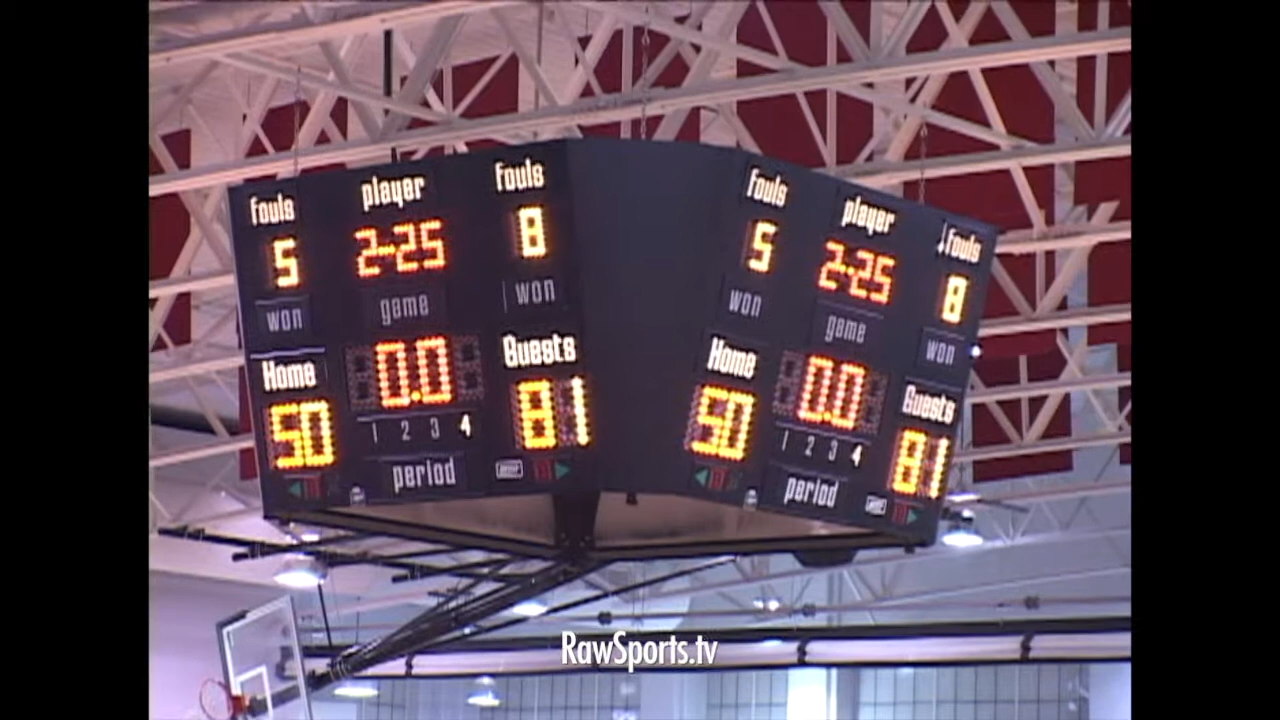 fouls player fouls
5 2-25 8
won game won
Home 0.0 Guests
50 1 2 3 4 81
period
fouls player fouls
5 2-25 8
won game won
Home 0.0 Guests
50 1 2 3 4 81
period
RawSports.tv